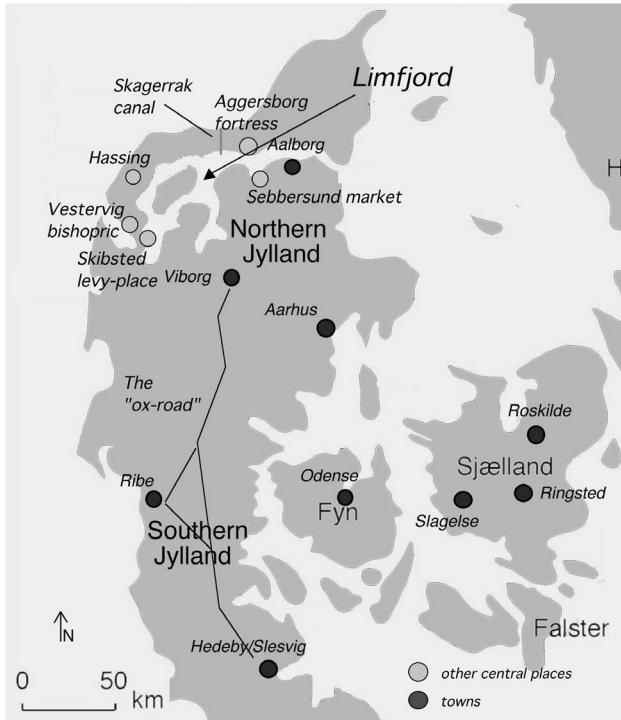 Skagerrak
canal
Aggersborg
fortress
Limfjord
Aalborg
Hassing
H
Sebbersund market
Vestervig
bishopric
Northern
Jylland
Skibsted
levy-place
Viborg
Aarhus
The
"ox-road"
Roskilde
Sjælland
Ribe
Odense
Ringsted
Fyn
Slagelse
Southern
Jylland
N
Falster
Hedeby/Slesvig
0 50
km
other central places
towns